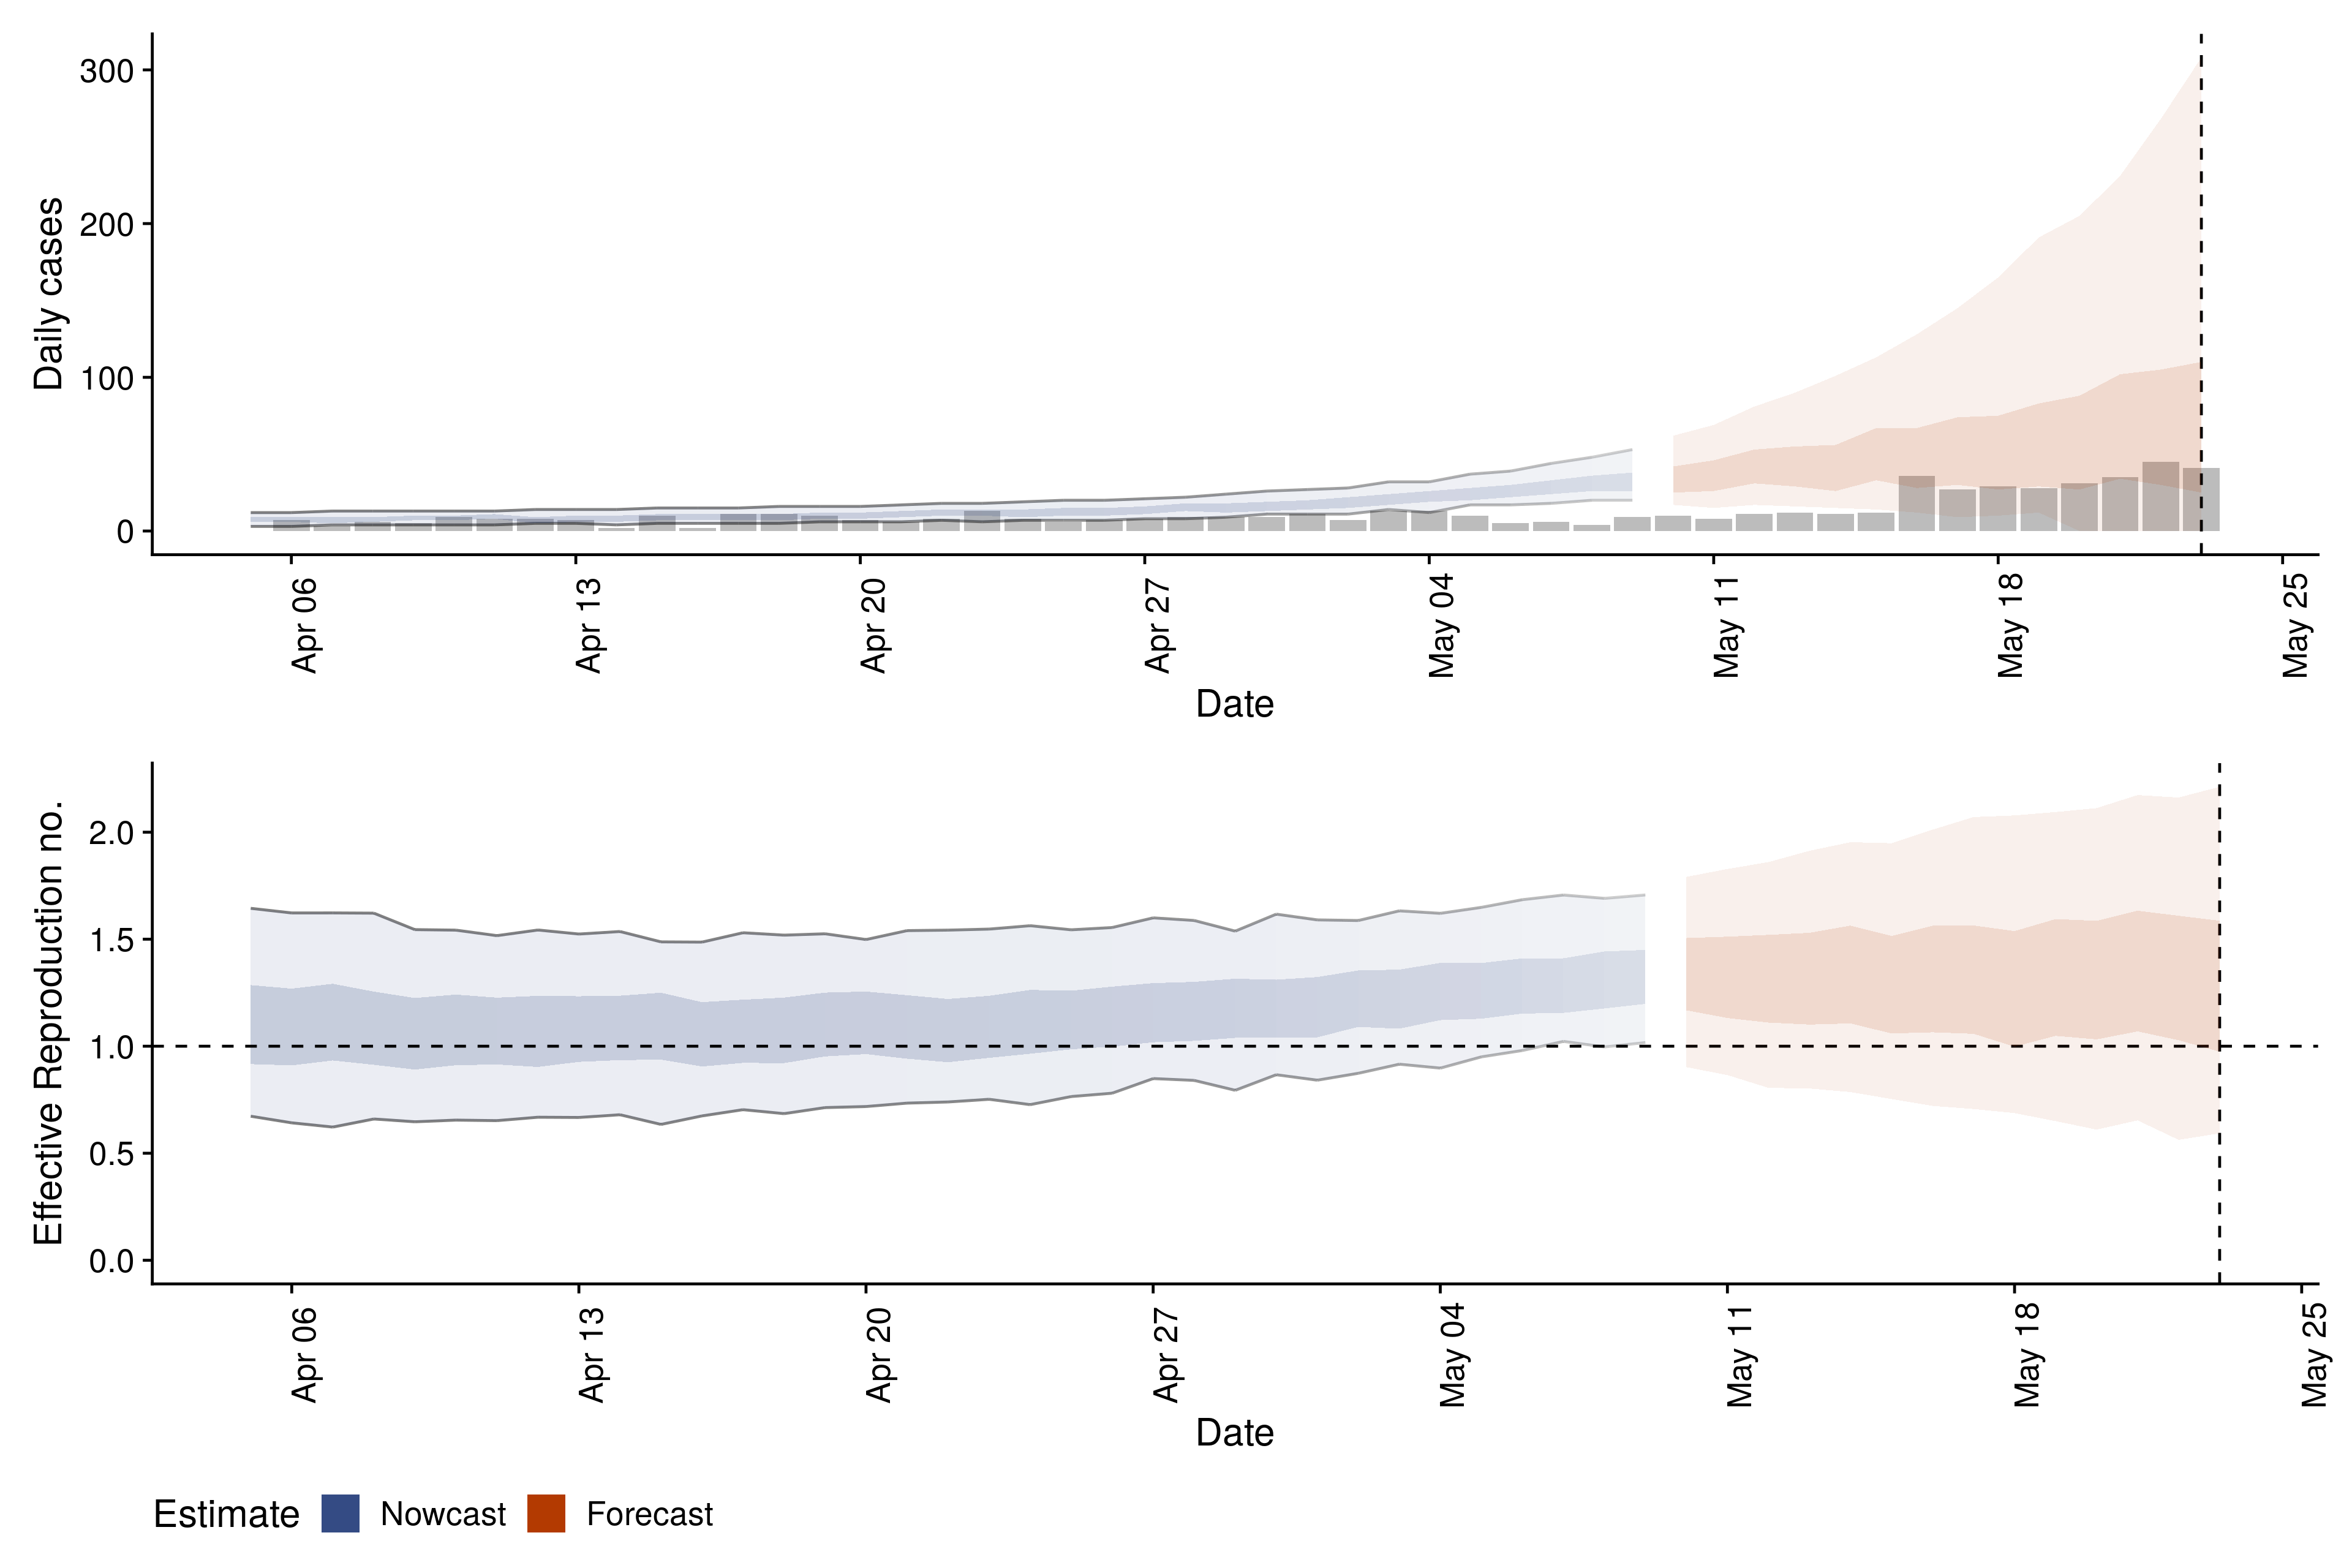 Daily cases
300
200
100
0
Apr 06
Apr 13
Apr 20
Apr 27
May 04
May 11
May 18
May 25
Date
Effective Reproduction no.
2.0
1.5
1.0
0.5
0.0
Apr 06
Apr 13
Apr 20
Apr 27
May 04
May 11
May 18
May 25
Date
Estimate Nowcast Forecast